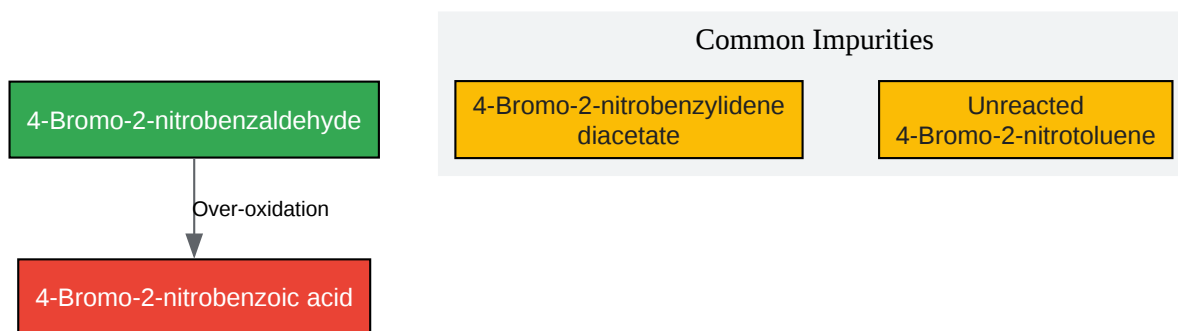 Common Impurities
4-Bromo-2-nitrobenzaldehyde
4-Bromo-2-nitrobenzylidene
diacetate
Unreacted
4-Bromo-2-nitrotoluene
Over-oxidation
4-Bromo-2-nitrobenzoic acid